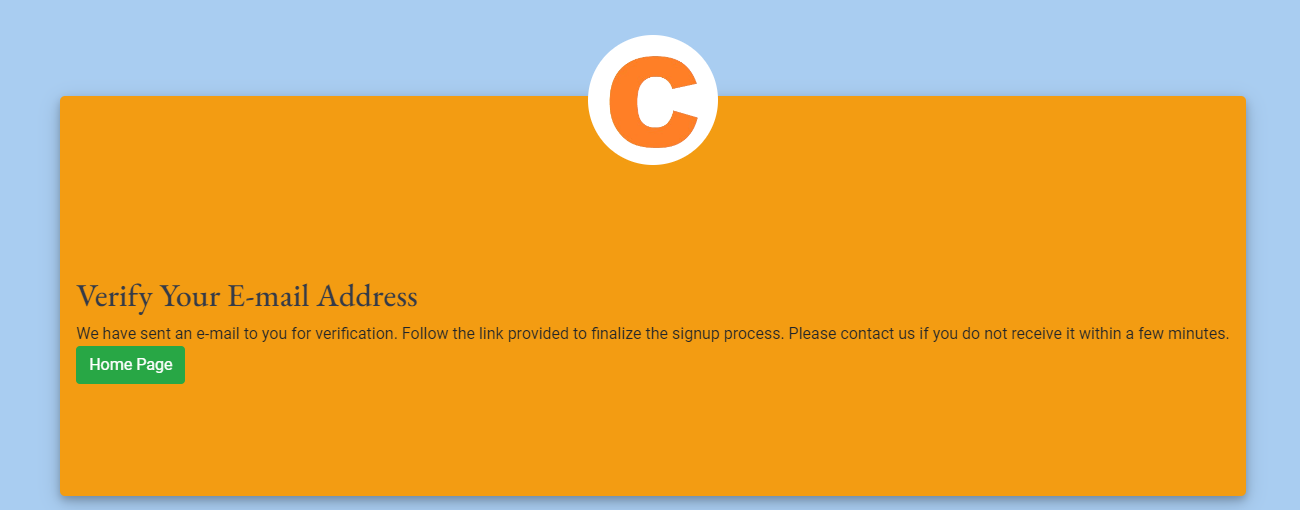 C
Verify Your E-mail Address
We have sent an e-mail to you for verification. Follow the link provided to finalize the signup process. Please contact us if you do not receive it within a few minutes.
Home Page